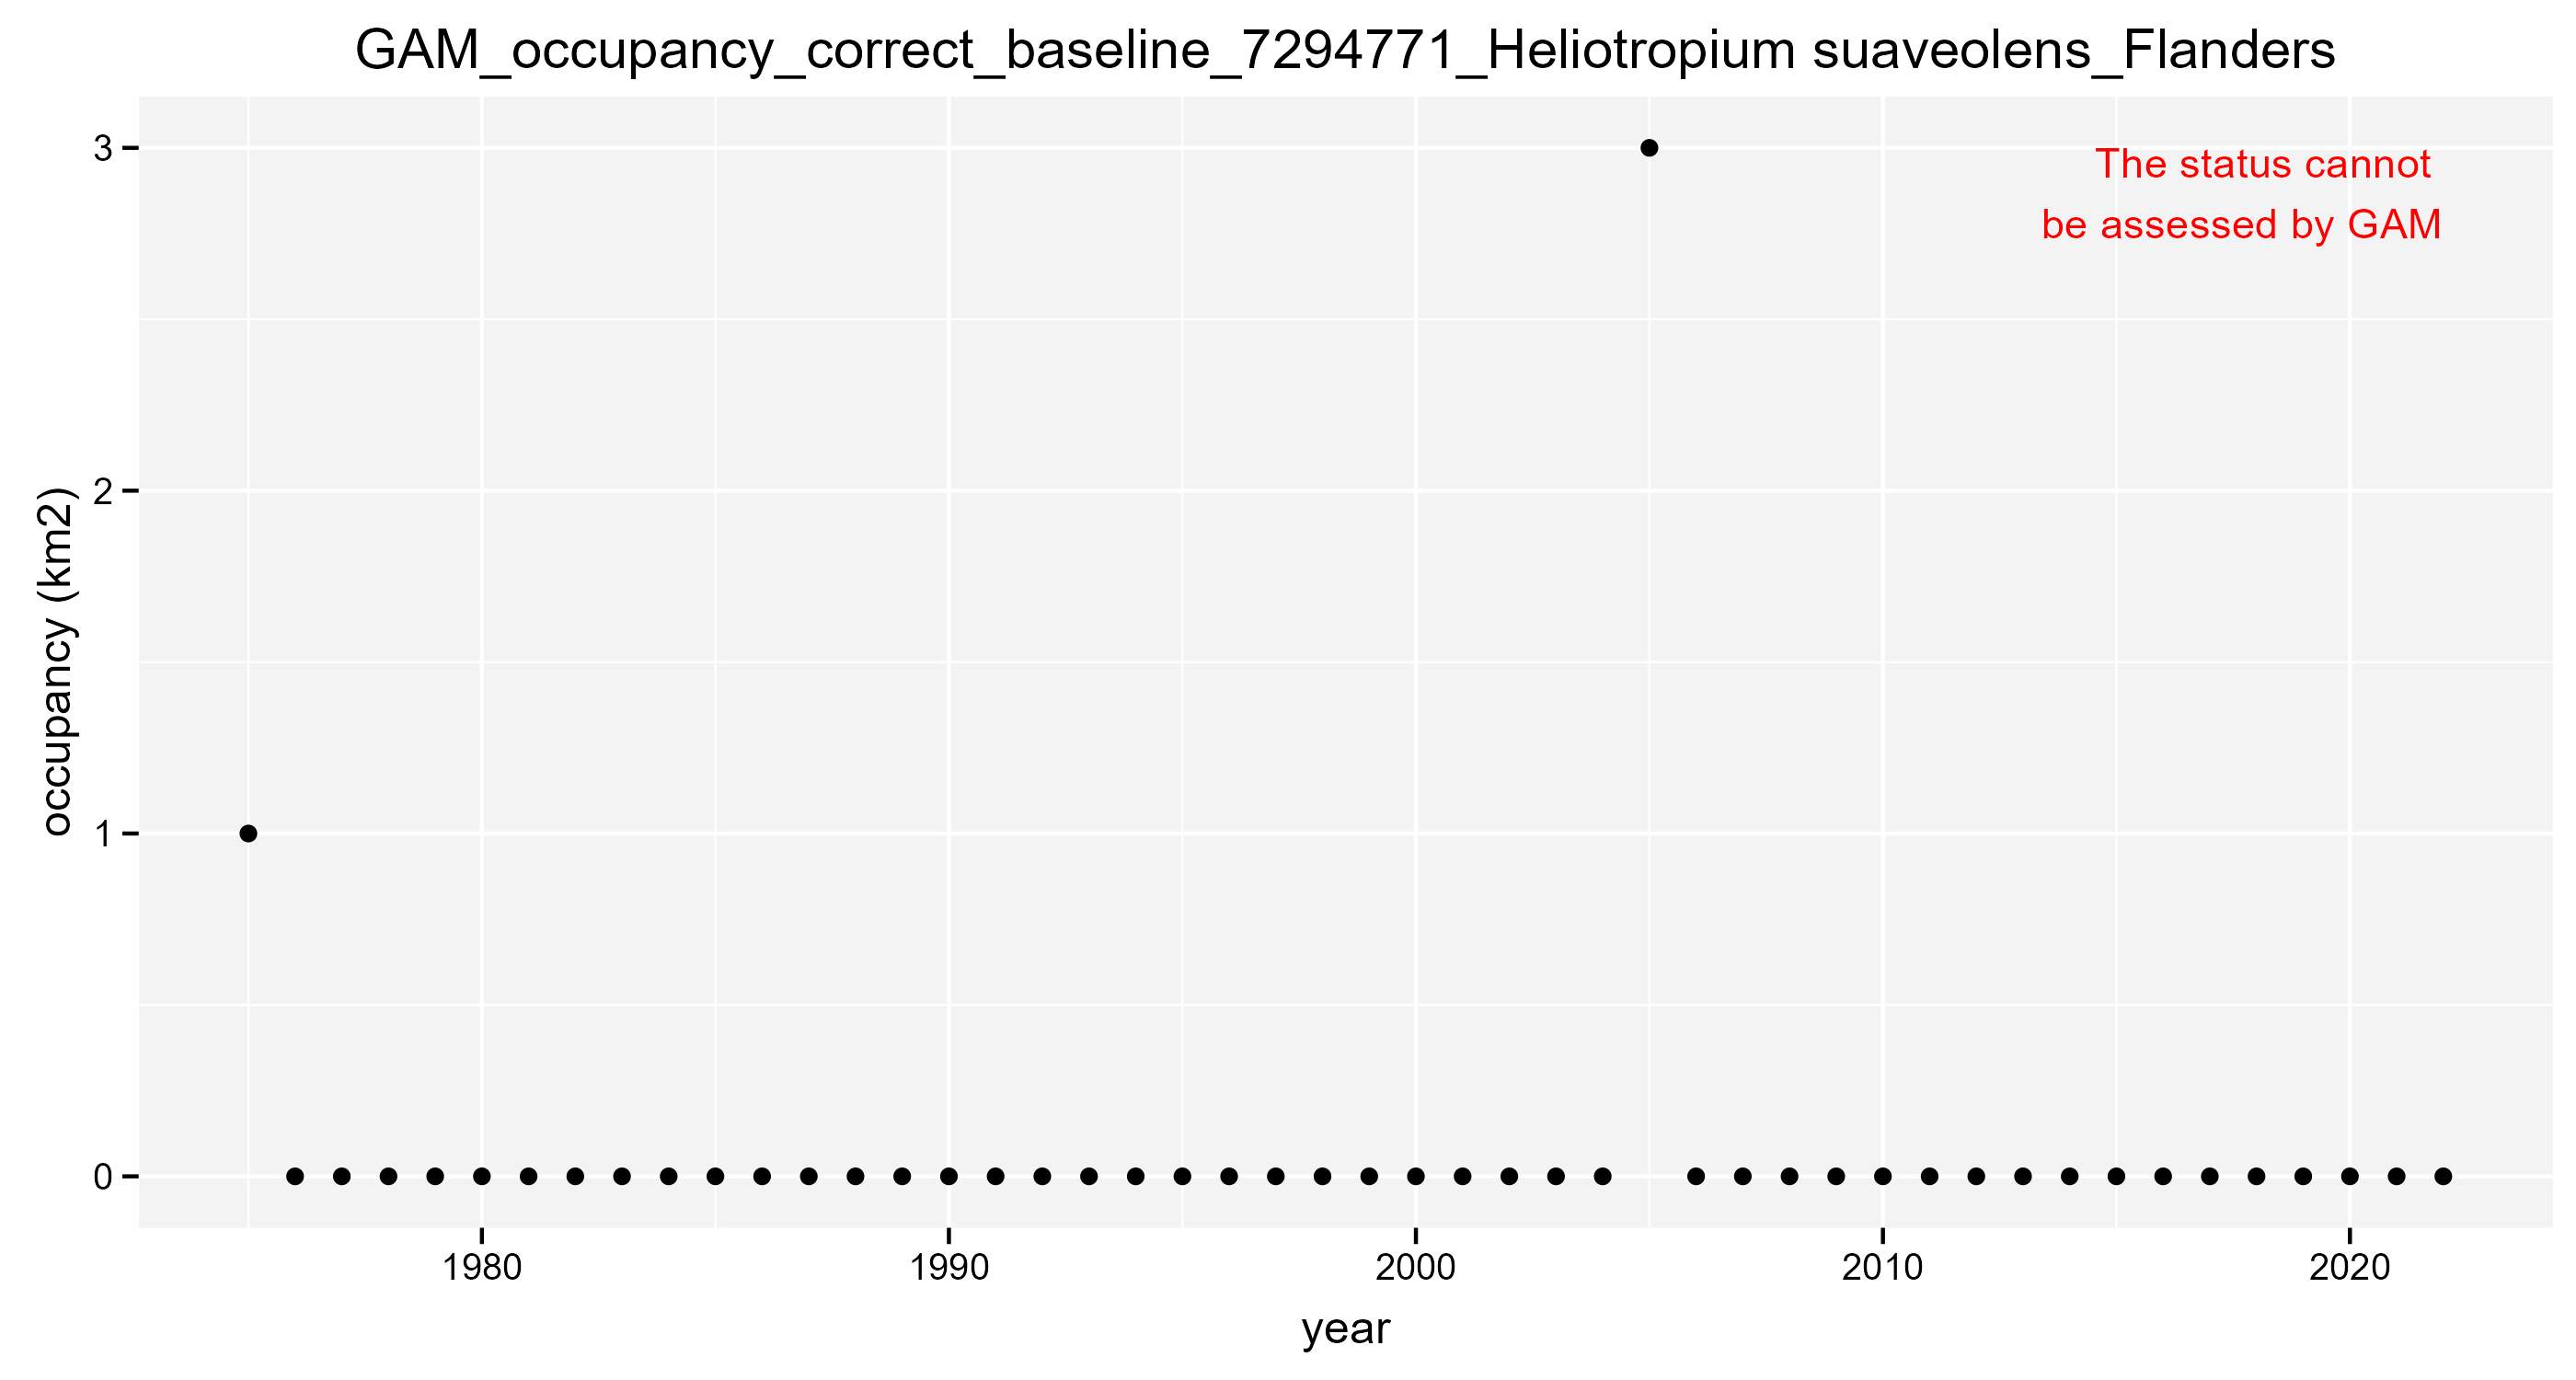 GAM_occupancy_correct_baseline_7294771_Heliotropium suaveolens_Flanders
The status cannot
be assessed by GAM
occupancy (km2)
3
2
1
0
1980 1990 2000 2010 2020
year